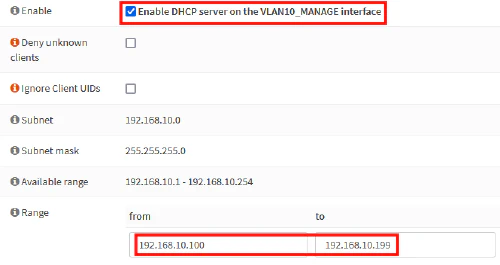 Enable Enable DHCP server on the VLAN10_MANAGE interface
Deny unknown
clients
Ignore Client UIDs
Subnet 192.168.10.0
Subnet mask 255.255.255.0
Available range 192.168.10.1 - 192.168.10.254
Range from to
192.168.10.100 192.168.10.199